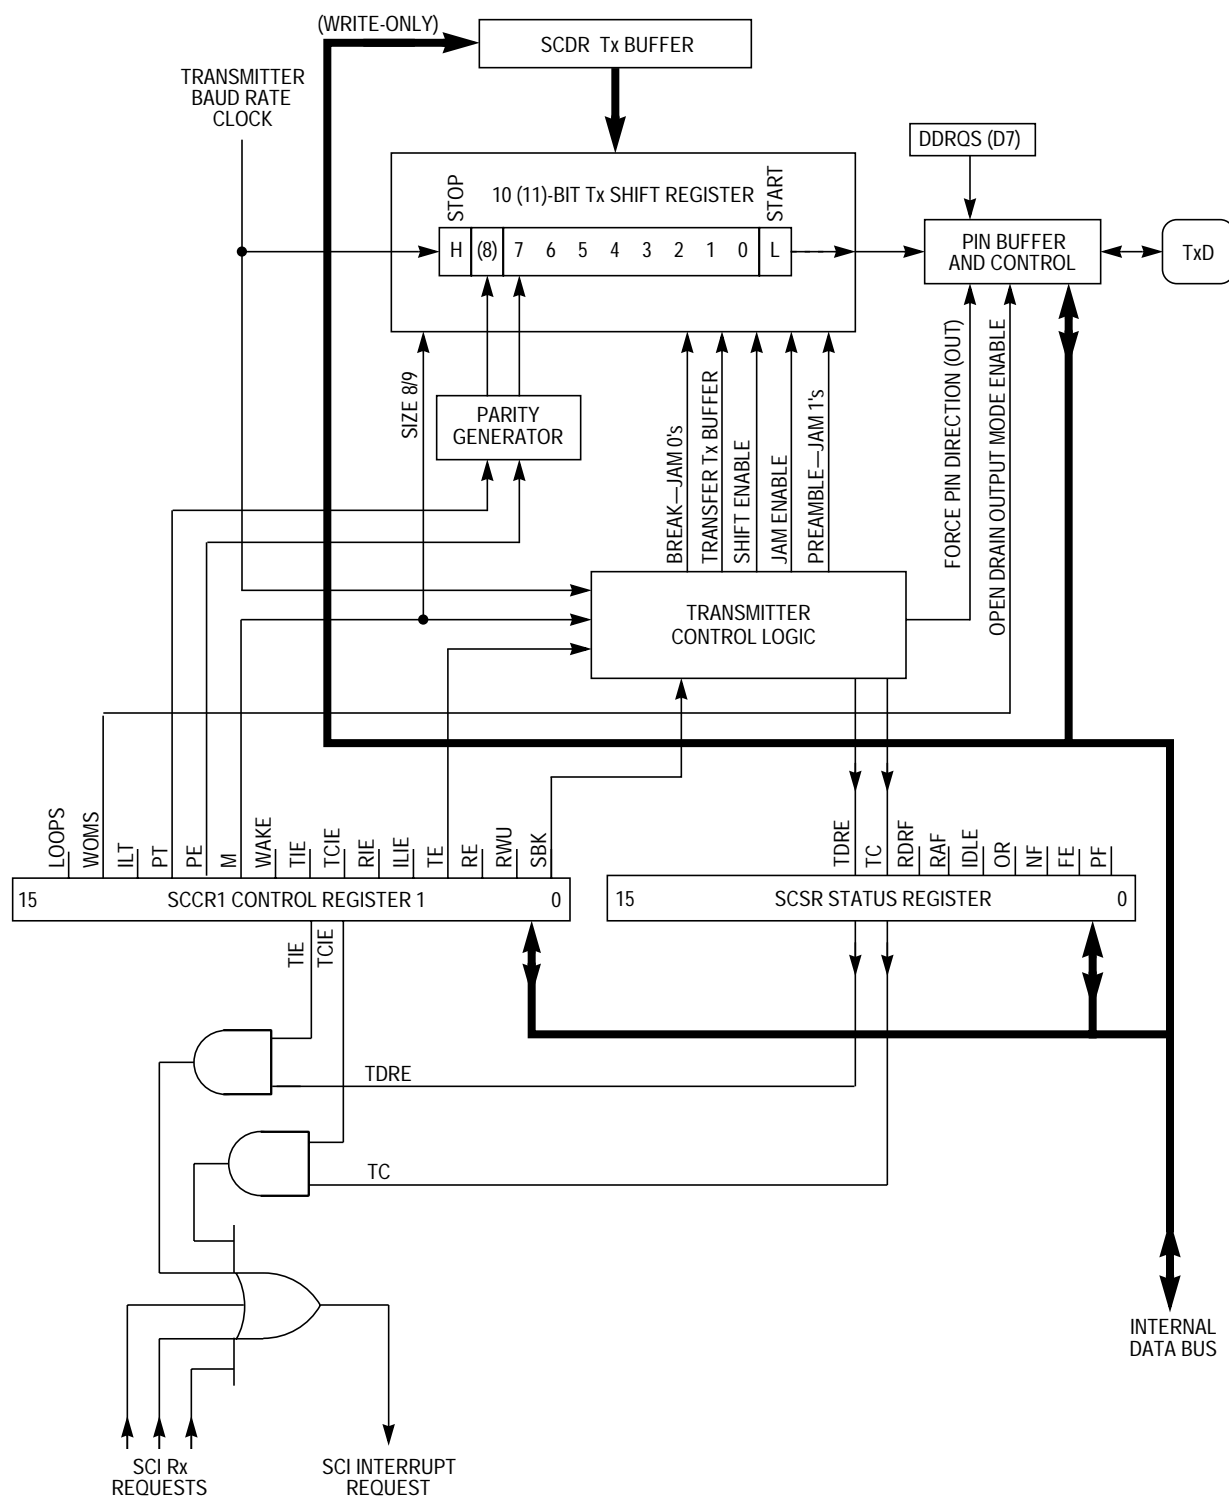 (WRITE-ONLY)
SCDR Tx BUFFER
TRANSMITTER
BAUD RATE
CLOCK
DDRQS (D7)
10 (11)-BIT Tx SHIFT REGISTER
STOP
START
H (8) 7 6 5 4 3 2 1 0 L
PIN BUFFER
AND CONTROL
TxD
SIZE 8/9
PARITY
GENERATOR
BREAK—JAM 0's
TRANSFER Tx BUFFER
SHIFT ENABLE
JAM ENABLE
PREAMBLE—JAM 1's
FORCE PIN DIRECTION (OUT)
OPEN DRAIN OUTPUT MODE ENABLE
TRANSMITTER
CONTROL LOGIC
LOOPS
WOMS
ILT
PT
PE
M
WAKE
TIE
TCIE
RIE
ILIE
TE
RE
RWU
SBK
TDRE
TC
RDRF
RAF
IDLE
OR
NF
FE
PF
15 SCCR1 CONTROL REGISTER 1 0
15 SCSR STATUS REGISTER 0
TIE
TCIE
TDRE
TC
INTERNAL
DATA BUS
SCI Rx
REQUESTS
SCI INTERRUPT
REQUEST